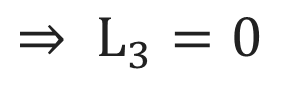 ⇒ L₃ = 0